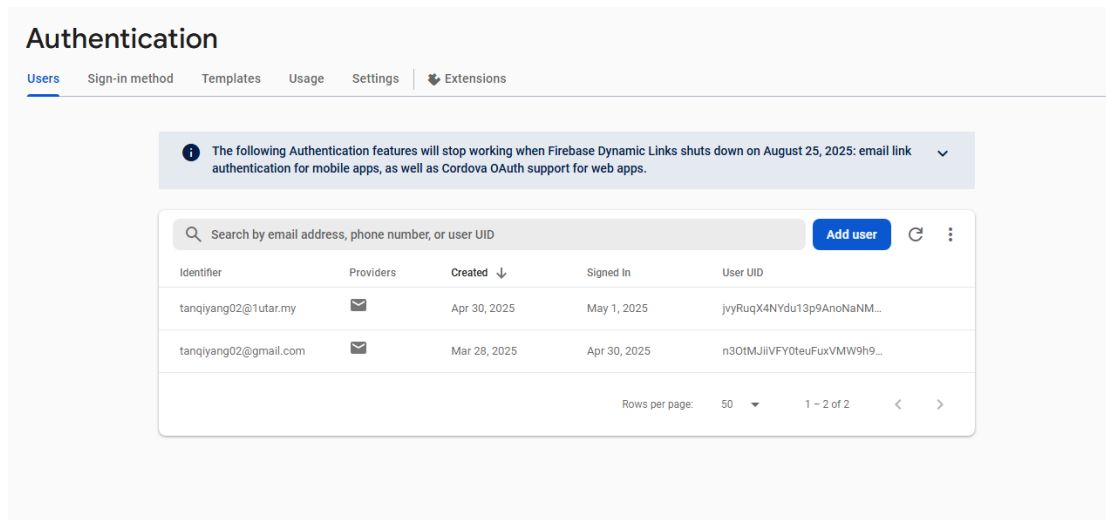 Authentication
Users Sign-in method Templates Usage Settings Extensions
The following Authentication features will stop working when Firebase Dynamic Links shuts down on August 25, 2025: email link
authentication for mobile apps, as well as Cordova OAuth support for web apps.
Search by email address, phone number, or user UID Add user
Identifier Providers Created Signed In User UID
tanqiyang02@1utar.my Apr 30, 2025 May 1, 2025 jvyRuqX4NYdu13p9AnoNaNM...
tanqiyang02@gmail.com Mar 28, 2025 Apr 30, 2025 n3OtMJiiVFY0teuFuxVMW9h9...
Rows per page: 50 1 – 2 of 2